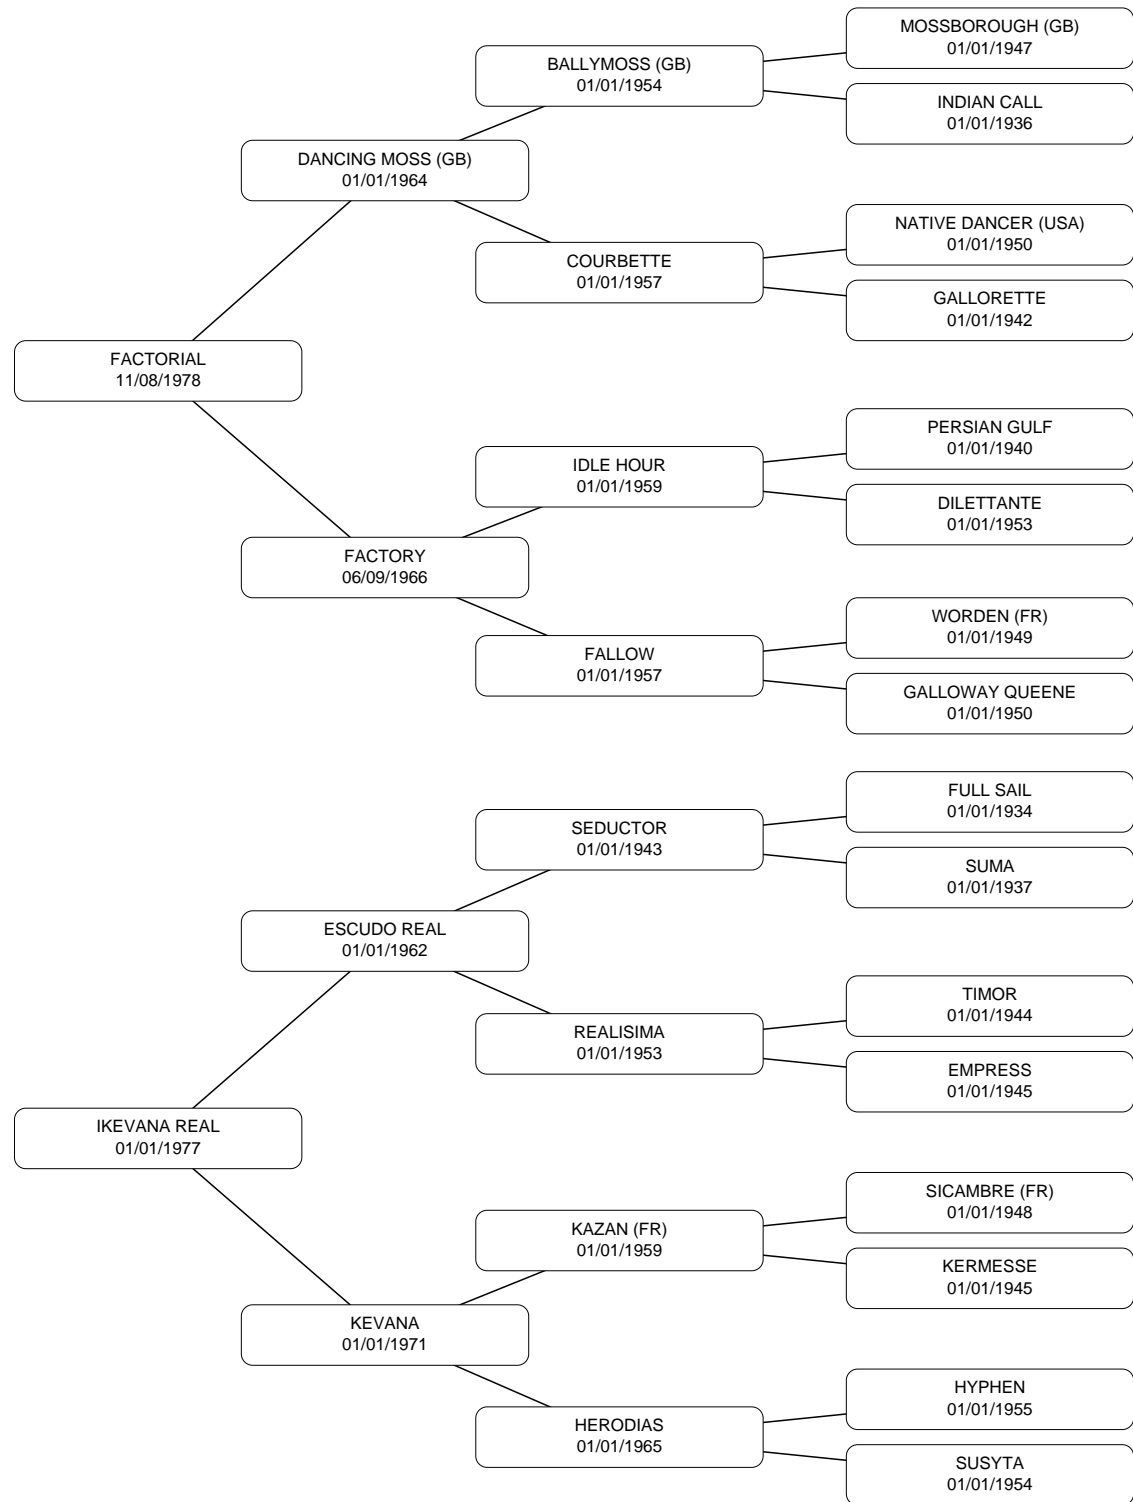 MOSSBOROUGH (GB)
01/01/1947
BALLYMOSS (GB)
01/01/1954
INDIAN CALL
01/01/1936
DANCING MOSS (GB)
01/01/1964
NATIVE DANCER (USA)
01/01/1950
COURBETTE
01/01/1957
GALLORETTE
01/01/1942
FACTORIAL
11/08/1978
PERSIAN GULF
01/01/1940
IDLE HOUR
01/01/1959
DILETTANTE
01/01/1953
FACTORY
06/09/1966
WORDEN (FR)
01/01/1949
FALLOW
01/01/1957
GALLOWAY QUEENE
01/01/1950
FULL SAIL
01/01/1934
SEDUCTOR
01/01/1943
SUMA
01/01/1937
ESCUDO REAL
01/01/1962
TIMOR
01/01/1944
REALISIMA
01/01/1953
EMPRESS
01/01/1945
IKEVANA REAL
01/01/1977
SICAMBRE (FR)
01/01/1948
KAZAN (FR)
01/01/1959
KERMESSE
01/01/1945
KEVANA
01/01/1971
HYPHEN
01/01/1955
HERODIAS
01/01/1965
SUSYTA
01/01/1954